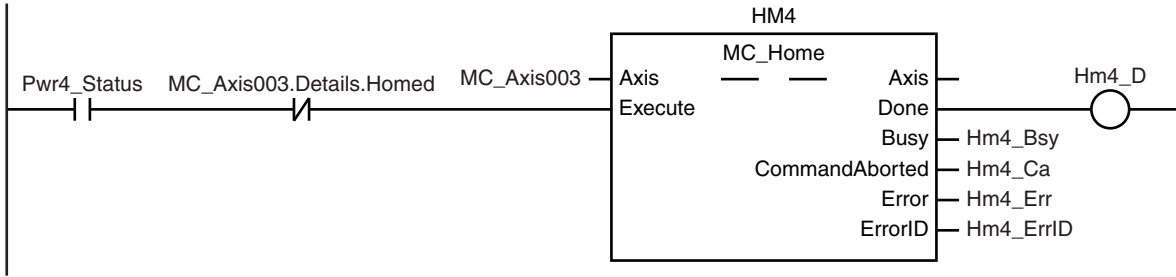 HM4
MC_Home
Pwr4_Status MC_Axis003.Details.Homed MC_Axis003 Axis Axis Hm4_D
Execute Done
Busy Hm4_Bsy
CommandAborted Hm4_Ca
Error Hm4_Err
ErrorID Hm4_ErrID